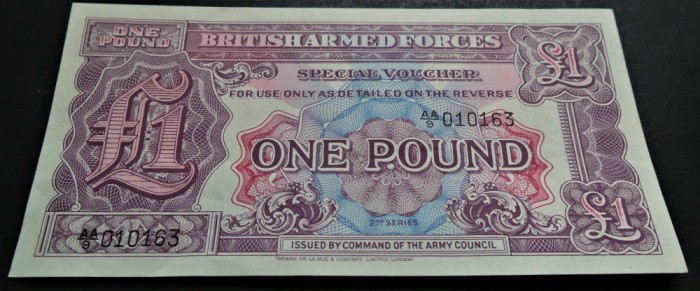 ONE
POUND
BRITISH ARMED FORCES
£1
SPECIAL VOUCHER
FOR USE ONLY AS DETAILED ON THE REVERSE
AA/9 010163
£1
ONE POUND
2ND SERIES
£1
AA/9 010163
ISSUED BY COMMAND OF THE ARMY COUNCIL
THOMAS DE LA RUE & COMPANY, LIMITED, LONDON.